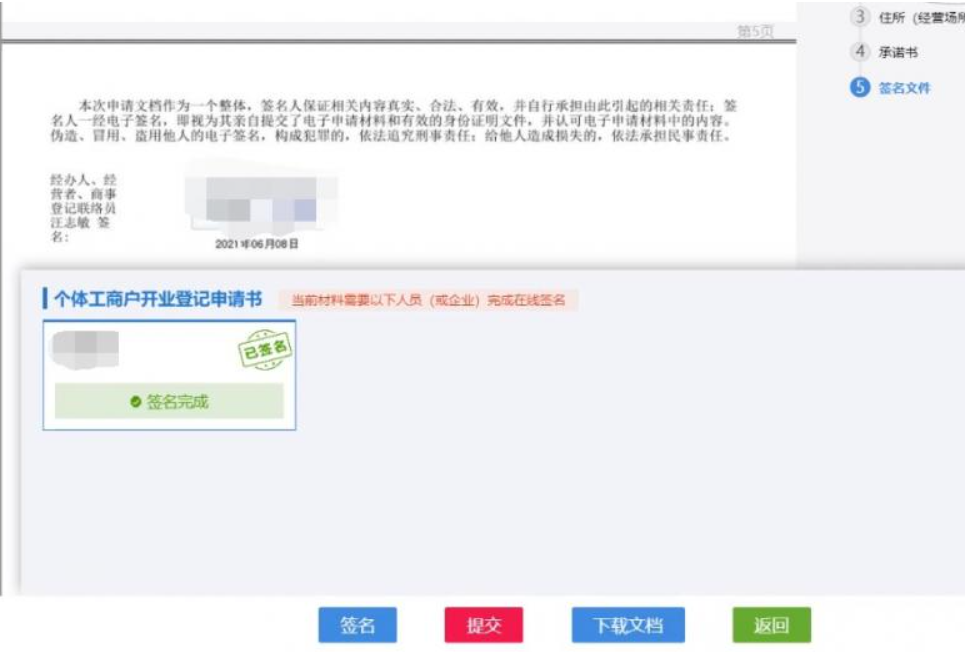 第5页
③ 住所（经营场所
④ 承诺书
⑤ 签名文件
本次申请文档作为一个整体，签名人保证相关内容真实、合法、有效，并自行承担由此引起的相关责任；签
名人一经电子签名，即视为其亲自提交了电子申请材料和有效的身份证明文件，并认可电子申请材料中的内容。
伪造、冒用、盗用他人的电子签名，构成犯罪的，依法追究刑事责任；给他人造成损失的，依法承担民事责任。
经办人、经
营者、商事
登记联络员
汪志敏 签
名：
2021年06月08日
个体工商户开业登记申请书 当前材料需要以下人员（或企业）完成在线签名
已签名
签名完成
签名 提交 下载文档 返回